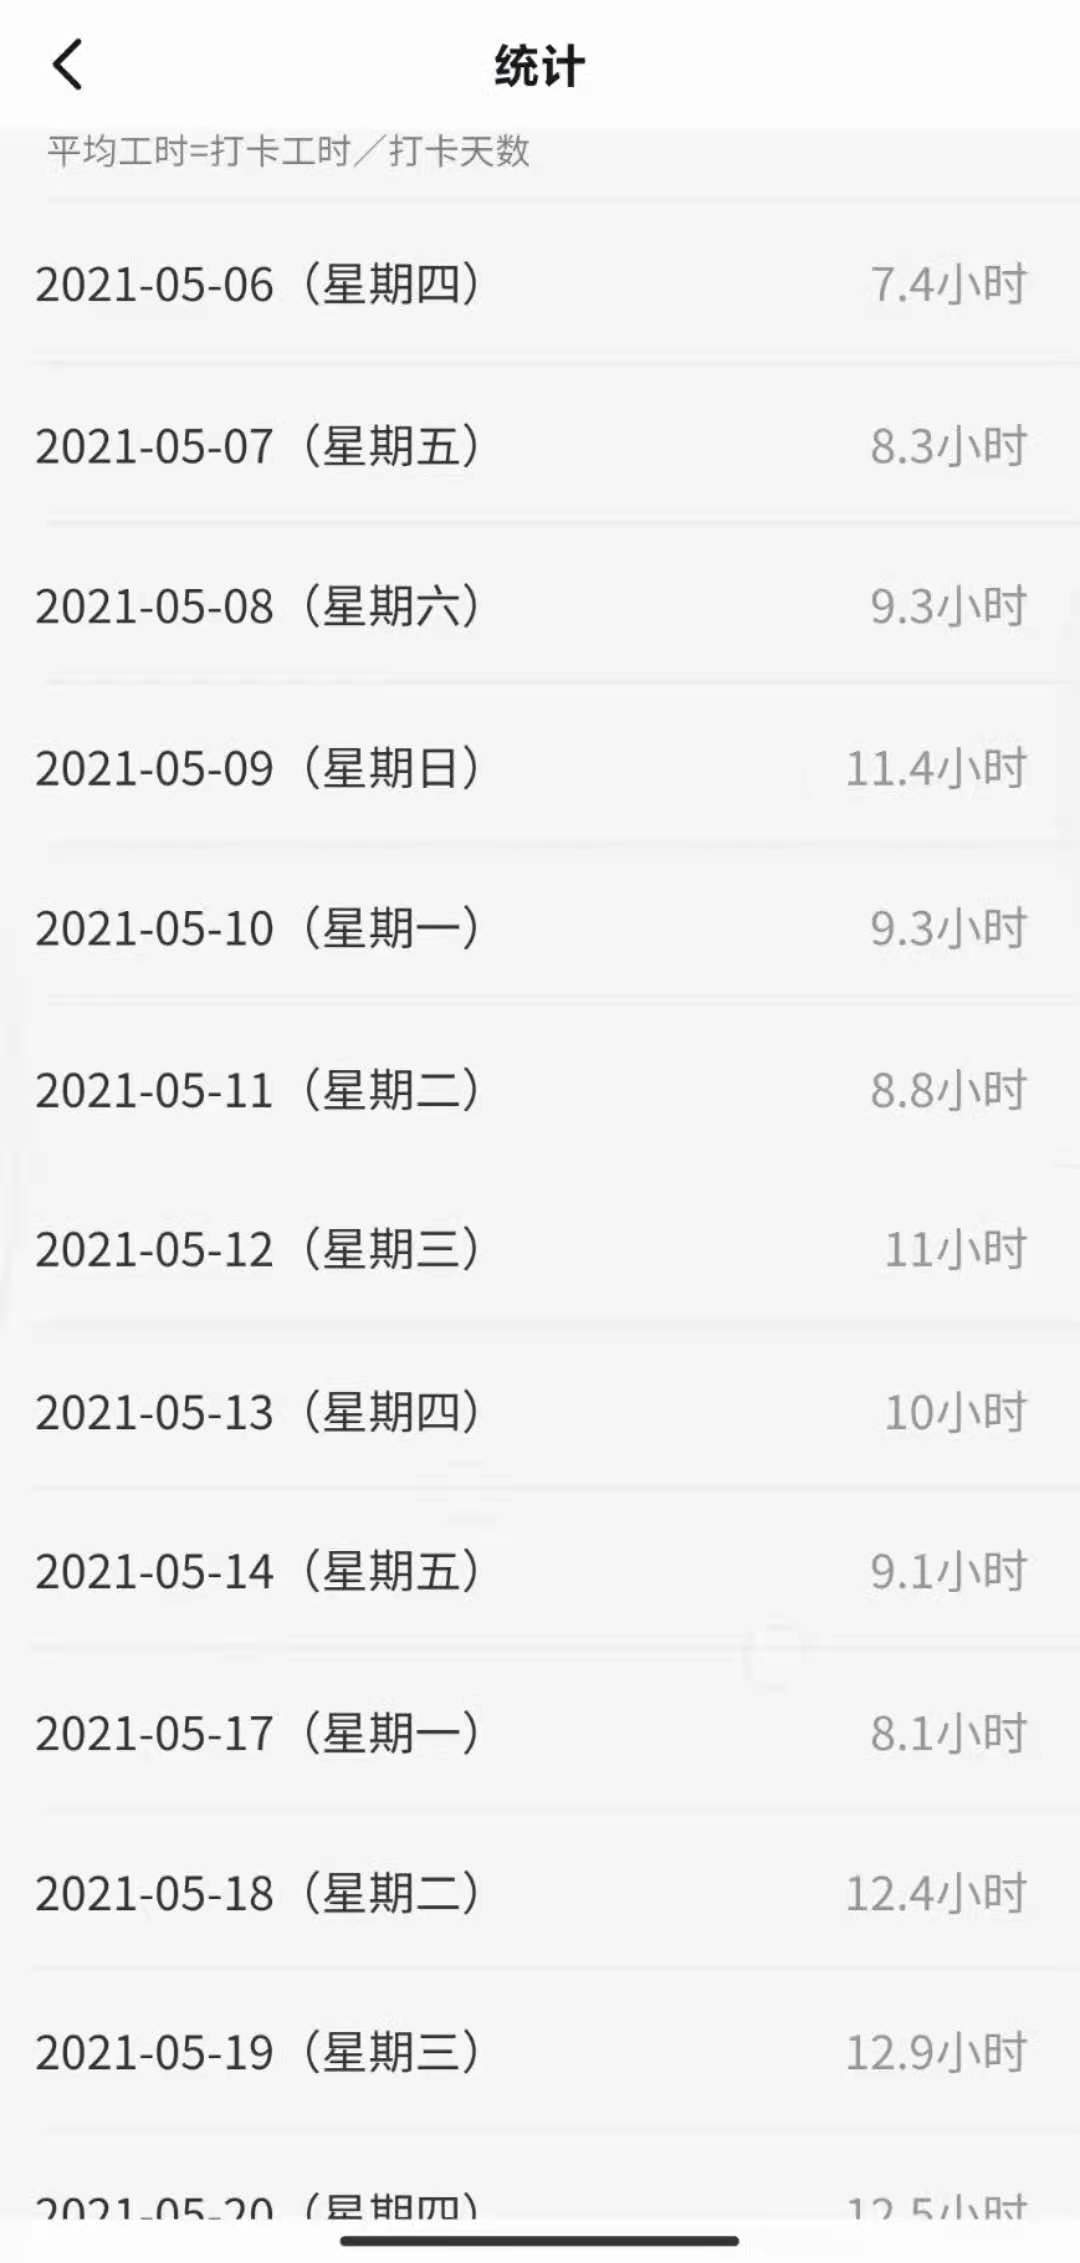 统计
平均工时=打卡工时／打卡天数
2021-05-06（星期四） 7.4小时
2021-05-07（星期五） 8.3小时
2021-05-08（星期六） 9.3小时
2021-05-09（星期日） 11.4小时
2021-05-10（星期一） 9.3小时
2021-05-11（星期二） 8.8小时
2021-05-12（星期三） 11小时
2021-05-13（星期四） 10小时
2021-05-14（星期五） 9.1小时
2021-05-17（星期一） 8.1小时
2021-05-18（星期二） 12.4小时
2021-05-19（星期三） 12.9小时
2021-05-20（星期四） 12.5小时